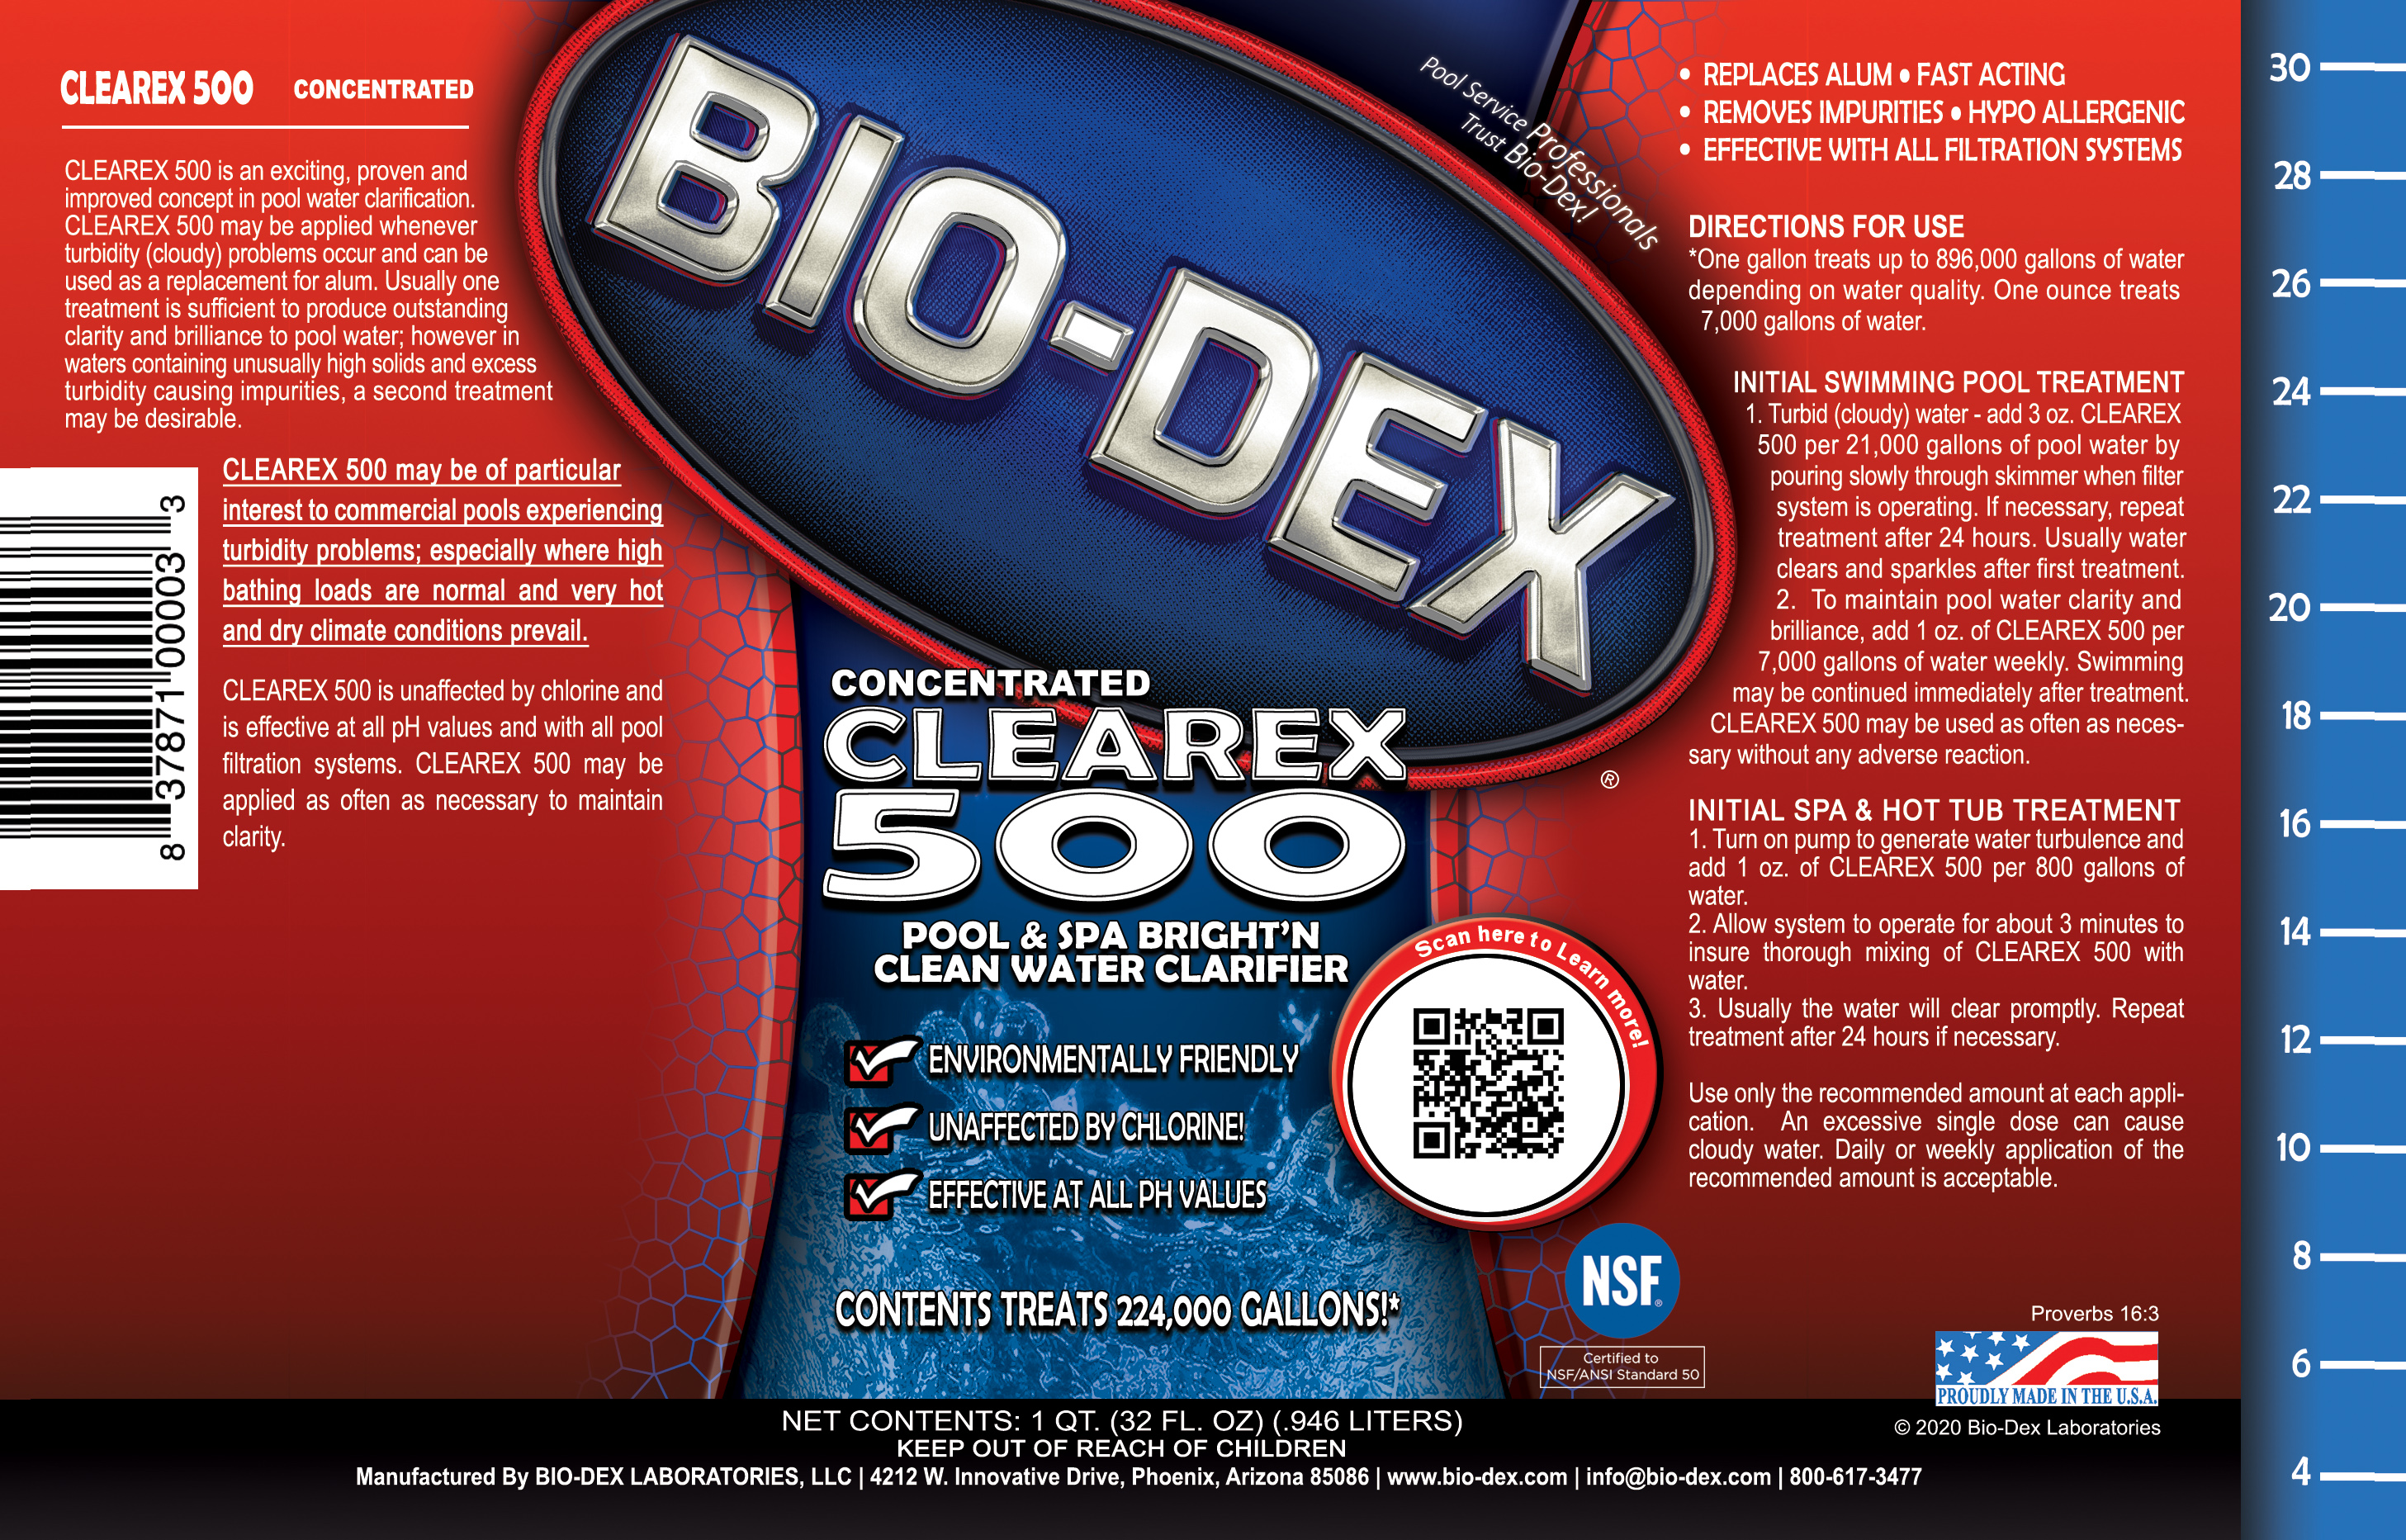 CLEAREX 500 CONCENTRATED
CLEAREX 500 is an exciting, proven and
improved concept in pool water clarification.
CLEAREX 500 may be applied whenever
turbidity (cloudy) problems occur and can be
used as a replacement for alum. Usually one
treatment is sufficient to produce outstanding
clarity and brilliance to pool water; however in
waters containing unusually high solids and excess
turbidity causing impurities, a second treatment
may be desirable.
CLEAREX 500 may be of particular
interest to commercial pools experiencing
turbidity problems; especially where high
bathing loads are normal and very hot
and dry climate conditions prevail.
CLEAREX 500 is unaffected by chlorine and
is effective at all pH values and with all pool
filtration systems. CLEAREX 500 may be
applied as often as necessary to maintain
clarity.
8 37871 00003 3
Pool Service Professionals
Trust Bio-Dex!
BIO-DEX
®
CONCENTRATED
CLEAREX
500
POOL & SPA BRIGHT'N
CLEAN WATER CLARIFIER
ENVIRONMENTALLY FRIENDLY
UNAFFECTED BY CHLORINE!
EFFECTIVE AT ALL PH VALUES
CONTENTS TREATS 224,000 GALLONS!*
Scan here to Learn more!
NSF®
Certified to
NSF/ANSI Standard 50
• REPLACES ALUM • FAST ACTING
• REMOVES IMPURITIES • HYPO ALLERGENIC
• EFFECTIVE WITH ALL FILTRATION SYSTEMS
DIRECTIONS FOR USE
*One gallon treats up to 896,000 gallons of water
depending on water quality. One ounce treats
7,000 gallons of water.
INITIAL SWIMMING POOL TREATMENT
1. Turbid (cloudy) water - add 3 oz. CLEAREX
500 per 21,000 gallons of pool water by
pouring slowly through skimmer when filter
system is operating. If necessary, repeat
treatment after 24 hours. Usually water
clears and sparkles after first treatment.
2. To maintain pool water clarity and
brilliance, add 1 oz. of CLEAREX 500 per
7,000 gallons of water weekly. Swimming
may be continued immediately after treatment.
CLEAREX 500 may be used as often as neces-
sary without any adverse reaction.
INITIAL SPA & HOT TUB TREATMENT
1. Turn on pump to generate water turbulence and
add 1 oz. of CLEAREX 500 per 800 gallons of
water.
2. Allow system to operate for about 3 minutes to
insure thorough mixing of CLEAREX 500 with
water.
3. Usually the water will clear promptly. Repeat
treatment after 24 hours if necessary.
Use only the recommended amount at each appli-
cation. An excessive single dose can cause
cloudy water. Daily or weekly application of the
recommended amount is acceptable.
Proverbs 16:3
PROUDLY MADE IN THE U.S.A.
© 2020 Bio-Dex Laboratories
NET CONTENTS: 1 QT. (32 FL. OZ) (.946 LITERS)
KEEP OUT OF REACH OF CHILDREN
Manufactured By BIO-DEX LABORATORIES, LLC | 4212 W. Innovative Drive, Phoenix, Arizona 85086 | www.bio-dex.com | info@bio-dex.com | 800-617-3477
30
28
26
24
22
20
18
16
14
12
10
8
6
4